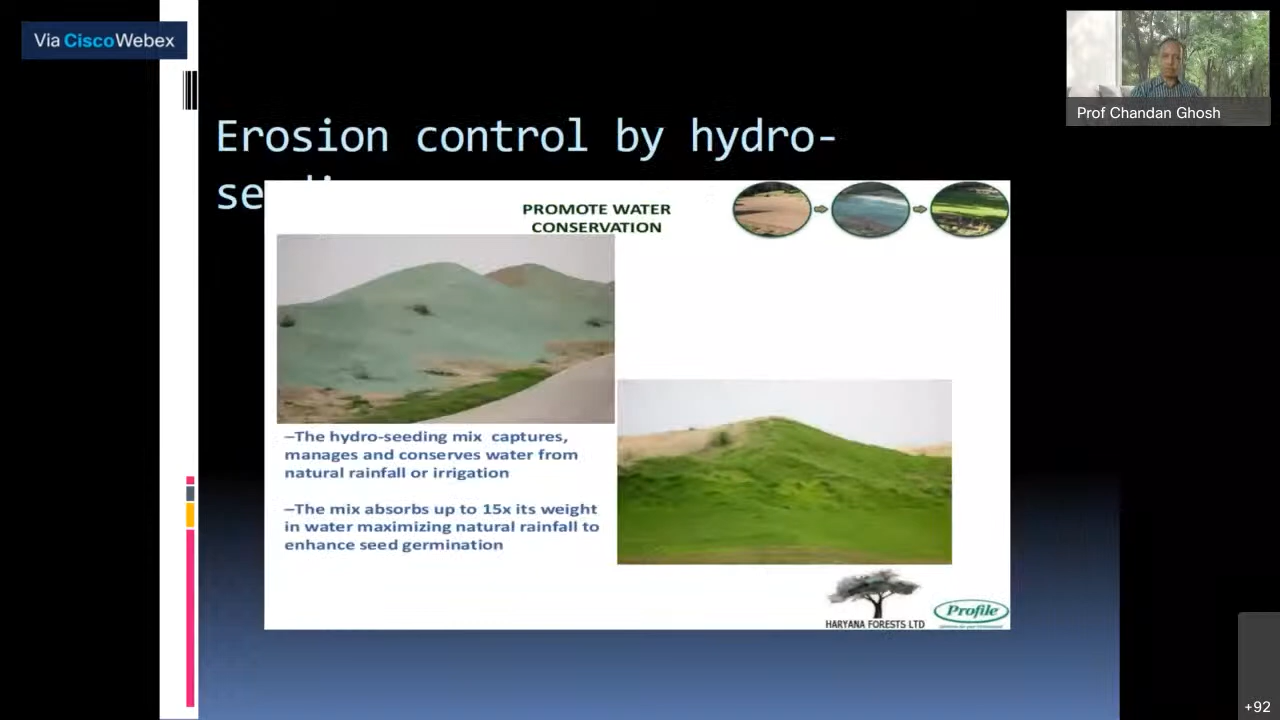 Via Cisco Webex
Prof Chandan Ghosh
Erosion control by hydro-
PROMOTE WATER
CONSERVATION
–The hydro-seeding mix captures,
manages and conserves water from
natural rainfall or irrigation
–The mix absorbs up to 15x its weight
in water maximizing natural rainfall to
enhance seed germination
HARYANA FORESTS LTD
Profile
+92